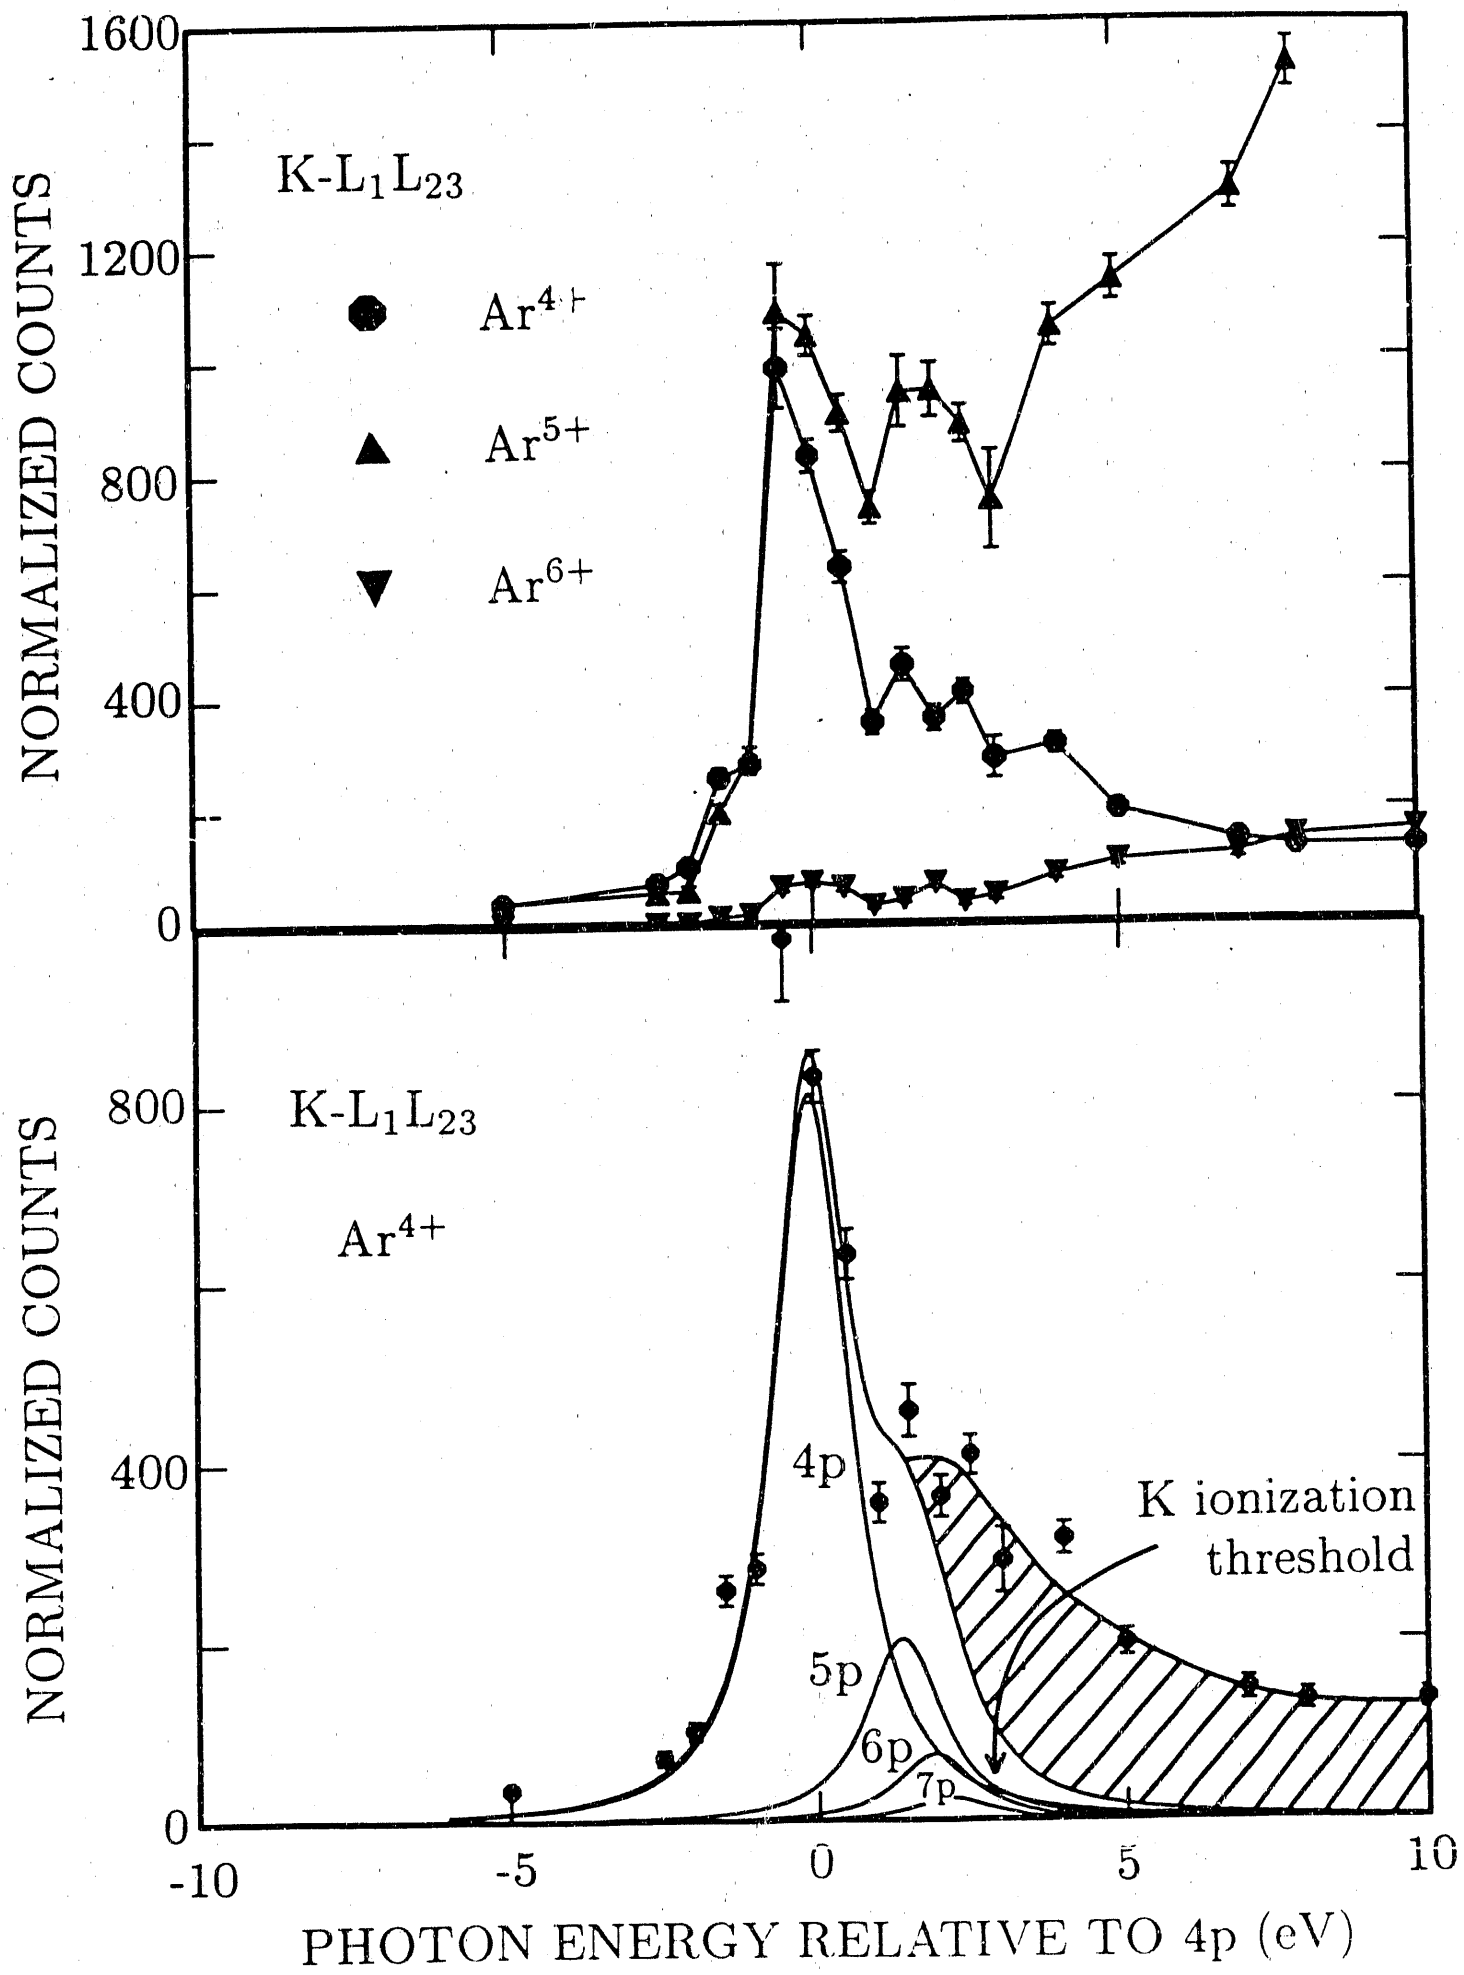 1600
1200
800
400
0
NORMALIZED COUNTS
K-L₁L₂₃
Ar⁴⁺
Ar⁵⁺
Ar⁶⁺
800
400
0
NORMALIZED COUNTS
K-L₁L₂₃
Ar⁴⁺
4p
5p
6p
7p
K ionization
threshold
-10
-5
0
5
10
PHOTON ENERGY RELATIVE TO 4p (eV)